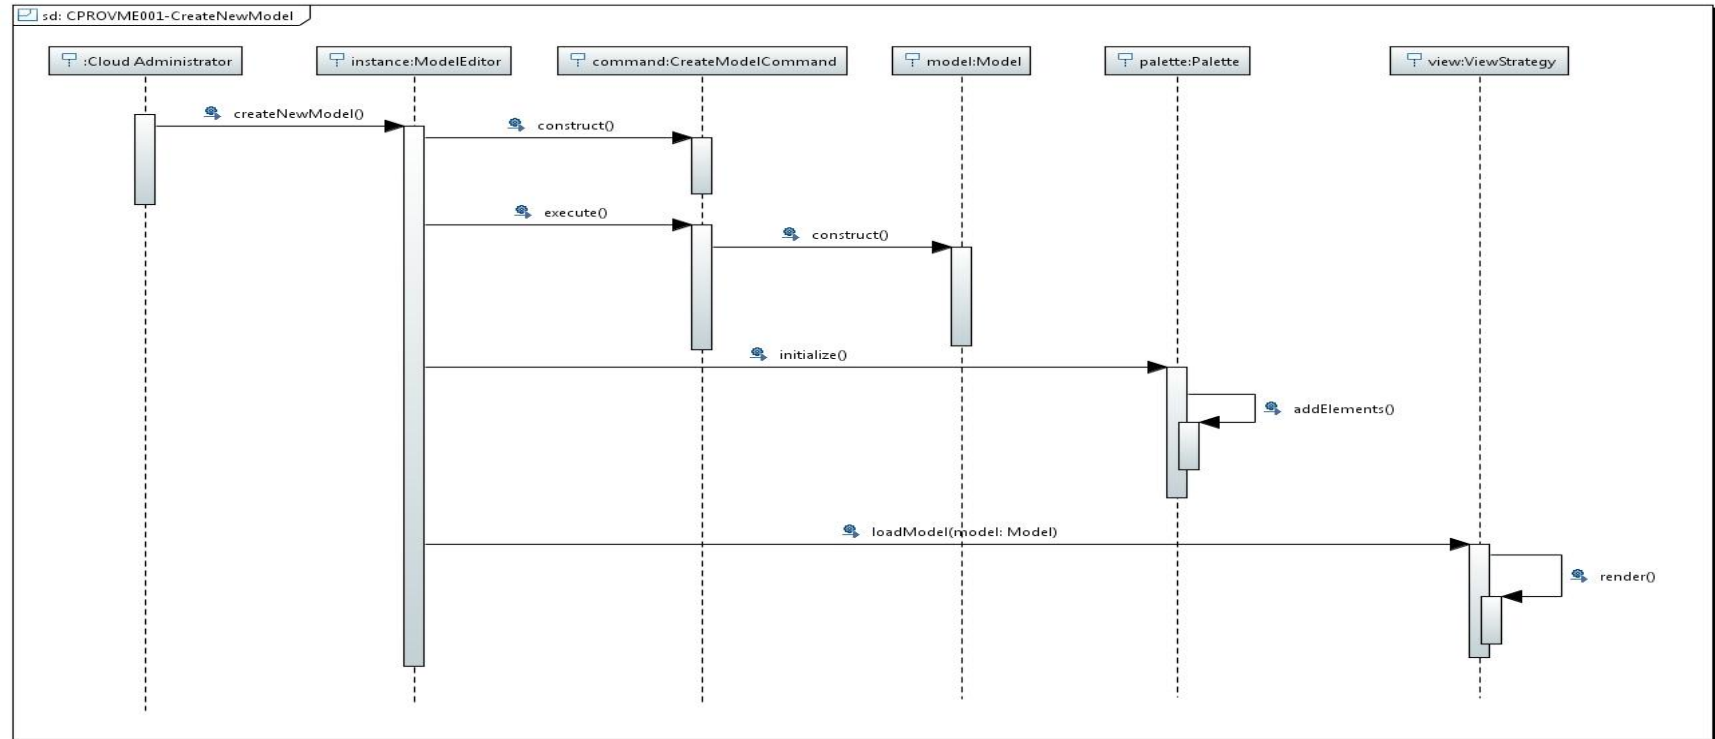 sd: CPROVME001-CreateNewModel
:Cloud Administrator
instance:ModelEditor
command:CreateModelCommand
model:Model
palette:Palette
view:ViewStrategy
createNewModel()
construct()
execute()
construct()
initialize()
addElements()
loadModel(model: Model)
render()